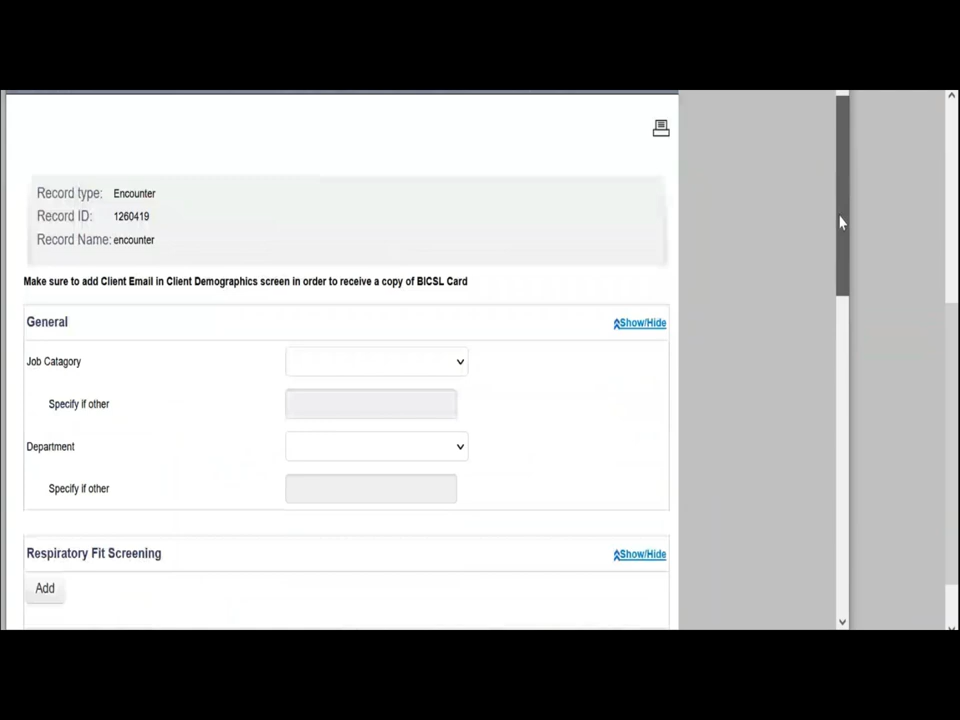 Record type: Encounter
Record ID: 1260419
Record Name: encounter
Make sure to add Client Email in Client Demographics screen in order to receive a copy of BICSL Card
General Show/Hide
Job Catagory
Specify if other
Department
Specify if other
Respiratory Fit Screening Show/Hide
Add